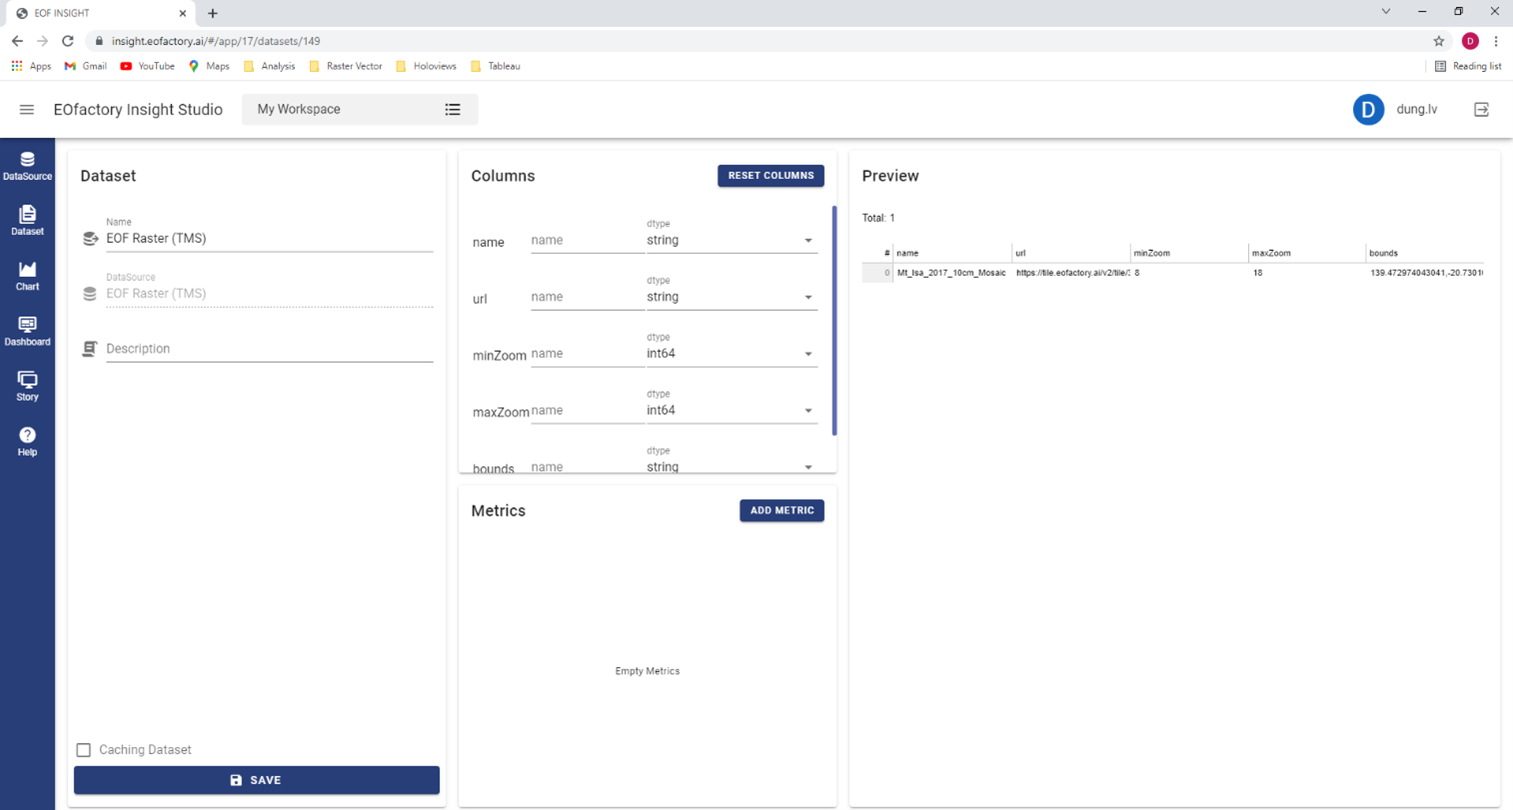 EOF INSIGHT
insight.eofactory.ai/#/app/17/datasets/149
D
Apps Gmail YouTube Maps Analysis Raster Vector Holoviews Tableau Reading list
EOfactory Insight Studio My Workspace D dung.lv
DataSource
Dataset
Chart
Dashboard
Story
Help
Dataset
Name
EOF Raster (TMS)
DataSource
EOF Raster (TMS)
Description
Caching Dataset
SAVE
Columns RESET COLUMNS
dtype
name name string
dtype
url name string
dtype
minZoom name int64
dtype
maxZoom name int64
dtype
bounds name string
Metrics ADD METRIC
Empty Metrics
Preview
Total: 1
# name url minZoom maxZoom bounds
0 Mt_Isa_2017_10cm_Mosaic https://tile.eofactory.ai/v2/tile/ 8 18 139.472974043041,-20.7301